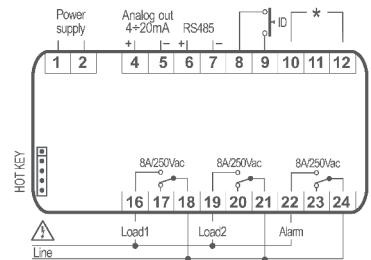 Power supply
Analog out 4÷20mA
RS485
ID
*
+ − + −
1 2 4 5 6 7 8 9 10 11 12
HOT KEY
8A/250Vac 8A/250Vac 8A/250Vac
16 17 18 19 20 21 22 23 24
Load1 Load2 Alarm
Line